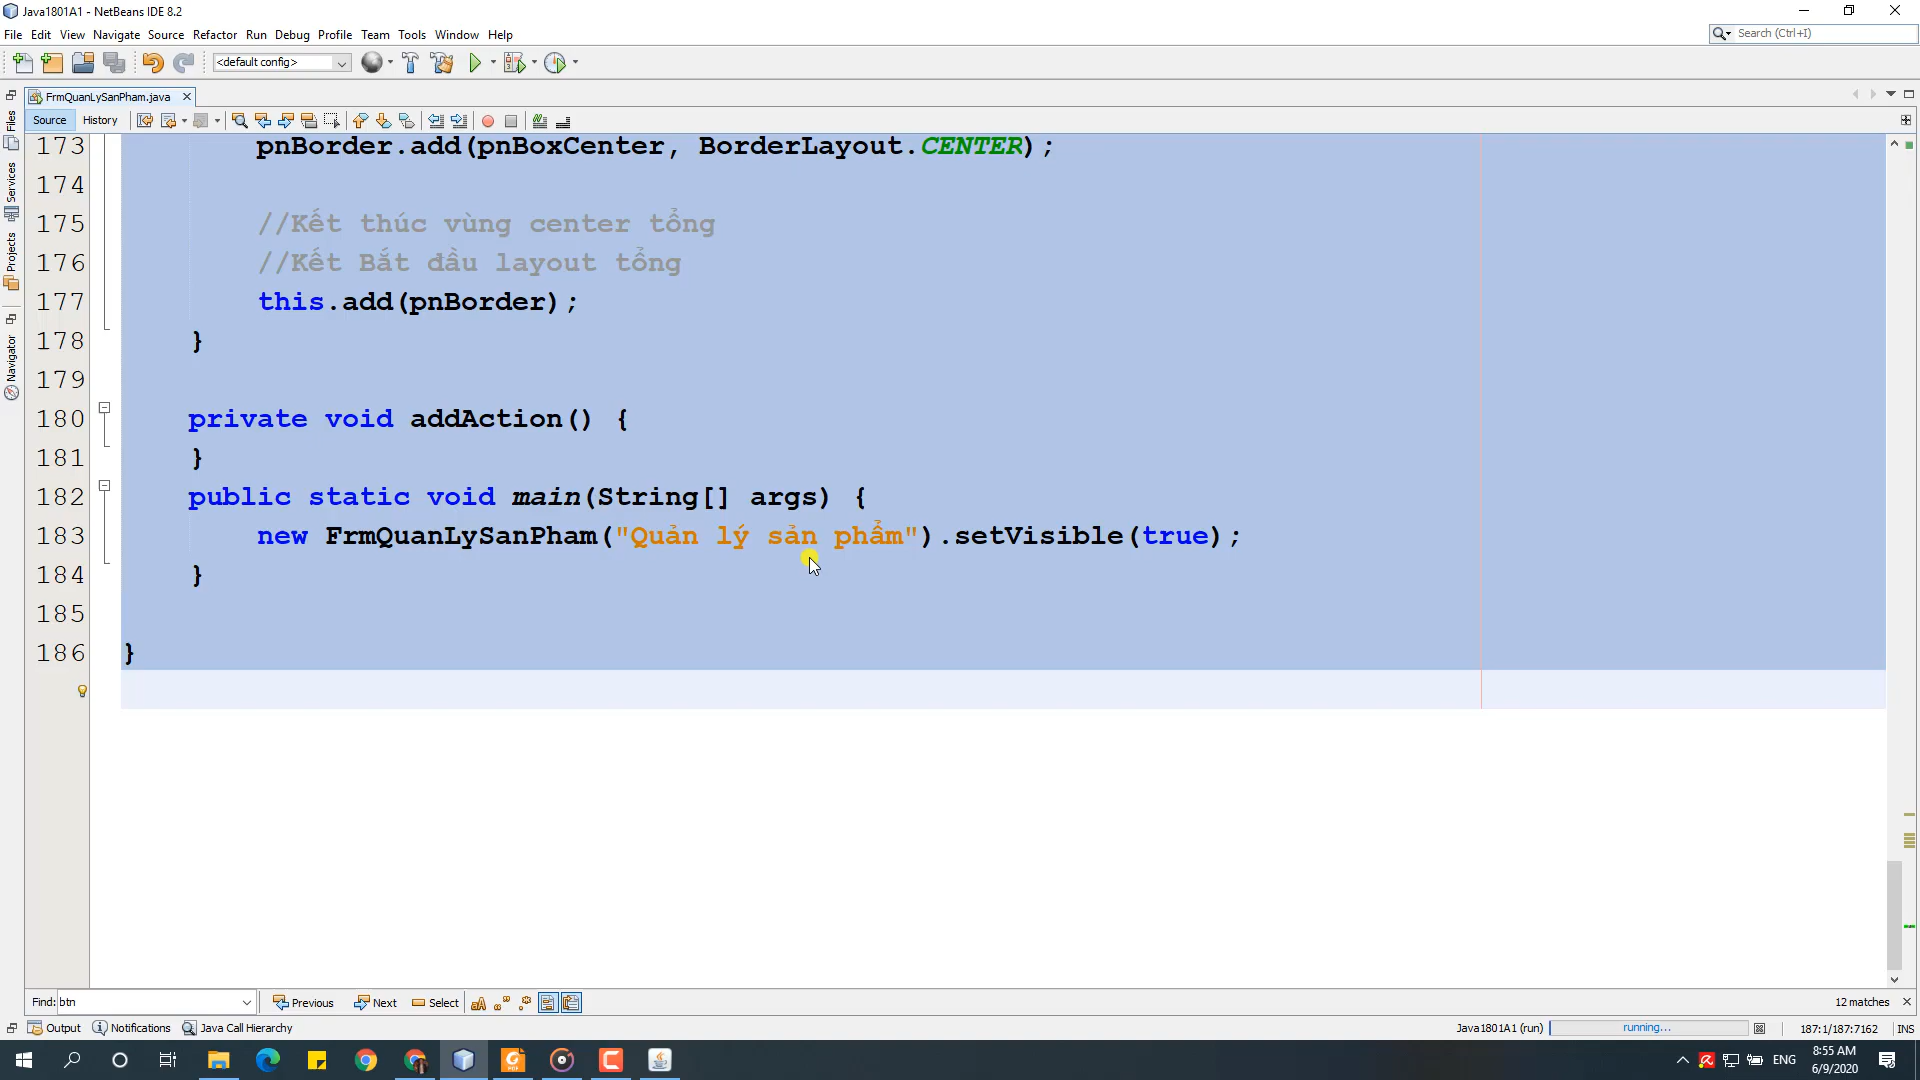 Java1801A1 - NetBeans IDE 8.2
File Edit View Navigate Source Refactor Run Debug Profile Team Tools Window Help
Search (Ctrl+I)
<default config>
FrmQuanLySanPham.java
Source History
Files
Services
Projects
Navigator
173 pnBorder.add(pnBoxCenter, BorderLayout.CENTER);
174
175 //Kết thúc vùng center tổng
176 //Kết Bắt đầu layout tổng
177 this.add(pnBorder);
178 }
179
180 private void addAction() {
181 }
182 public static void main(String[] args) {
183 new FrmQuanLySanPham("Quản lý sản phẩm").setVisible(true);
184 }
185
186 }
Find: btn Previous Next Select 12 matches
Output Notifications Java Call Hierarchy Java1801A1 (run) running... 187:1/187:7162 INS
ENG 8:55 AM
6/9/2020